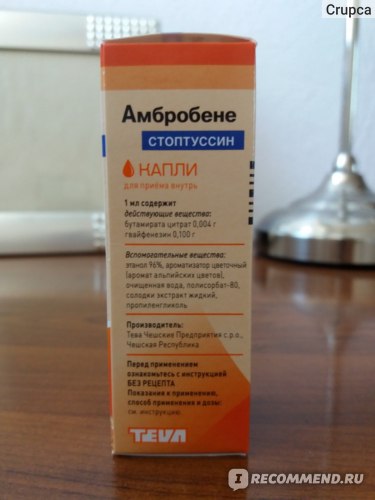 Crupca
Амбробене
СТОПТУССИН
КАПЛИ
для приёма внутрь
1 мл содержит
действующие вещества:
бутамирата цитрат 0,004 г
гвайфенезин 0,100 г
Вспомогательные вещества:
этанол 96%, ароматизатор цветочный
(аромат альпийских цветов),
очищенная вода, полисорбат-80,
солодки экстракт жидкий,
пропиленгликоль.
Производитель:
Тева Чешские Предприятия с.р.о.,
Чешская Республика
Перед применением
ознакомьтесь с инструкцией
БЕЗ РЕЦЕПТА
Показания к применению,
способ применения и дозы:
см. инструкцию.
TEVA
I RECOMMEND.RU